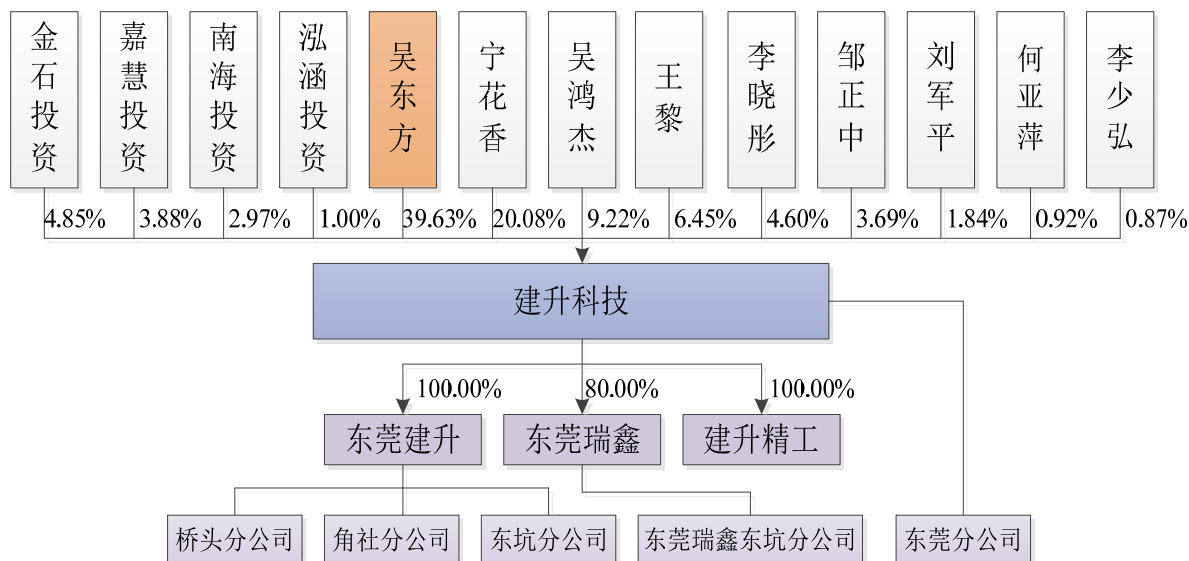 金石投资
嘉慧投资
南海投资
泓涵投资
吴东方
宁花香
吴鸿杰
王黎
李晓彤
邹正中
刘军平
何亚萍
李少弘
4.85%
3.88%
2.97%
1.00%
39.63%
20.08%
9.22%
6.45%
4.60%
3.69%
1.84%
0.92%
0.87%
建升科技
100.00%
80.00%
100.00%
东莞建升
东莞瑞鑫
建升精工
桥头分公司
角社分公司
东坑分公司
东莞瑞鑫东坑分公司
东莞分公司